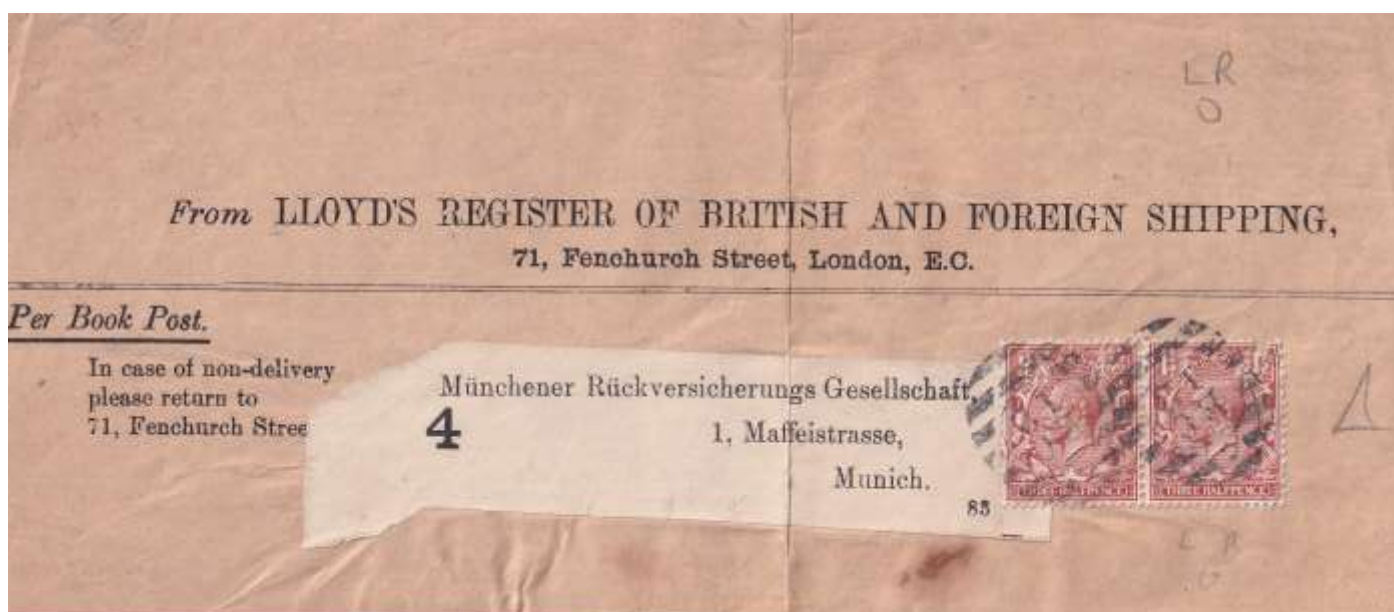 LR
O
From LLOYD'S REGISTER OF BRITISH AND FOREIGN SHIPPING,
71, Fenchurch Street, London, E.C.
Per Book Post.
In case of non-delivery
please return to
71, Fenchurch Stree
Münchener Rückversicherungs Gesellschaft,
4
1, Maffeistrasse,
Munich.
85
THREE HALFPENCE
THREE HALFPENCE